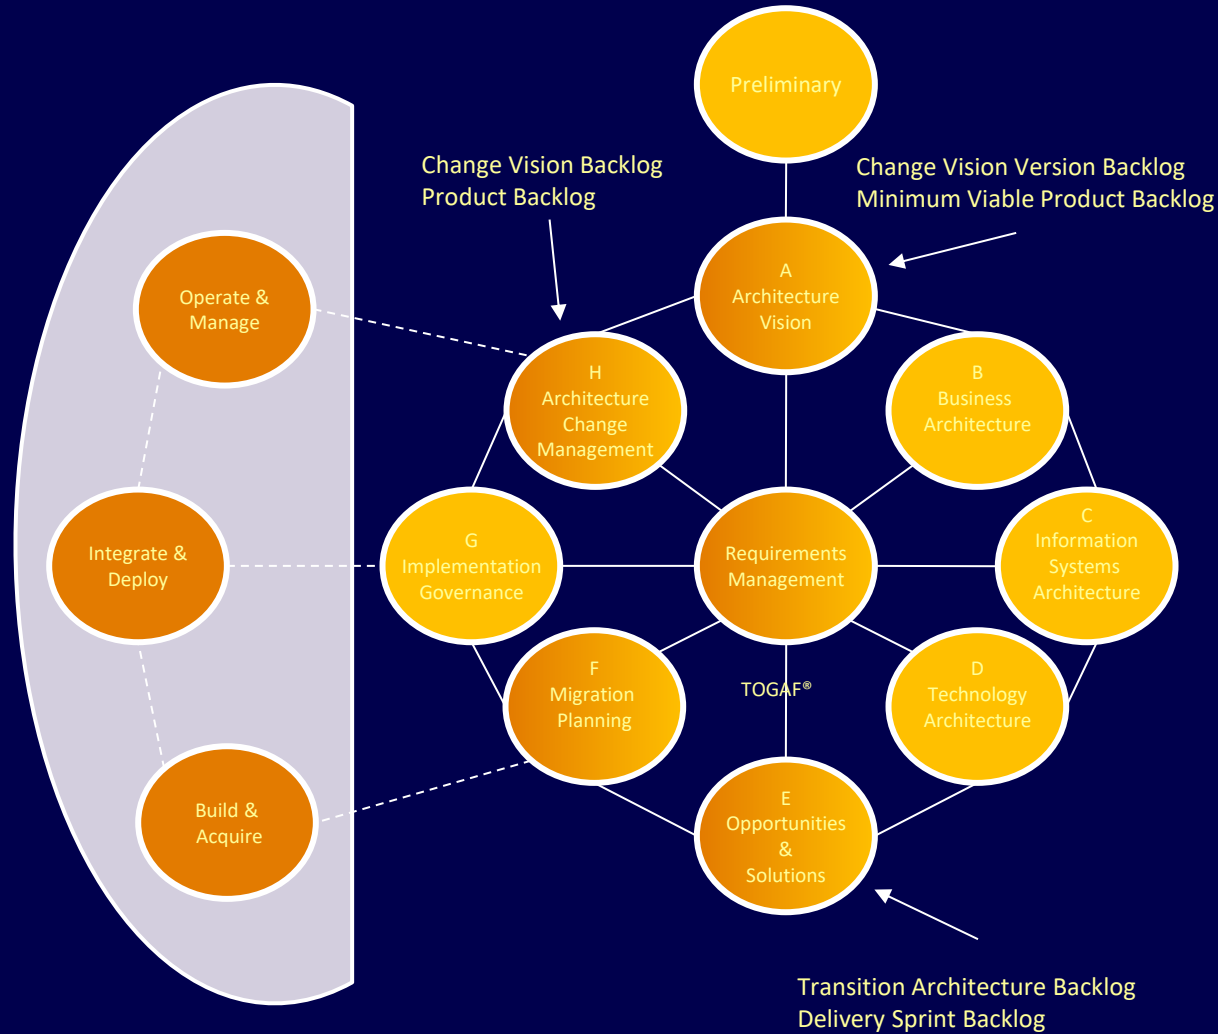 Preliminary
Change Vision Backlog
Product Backlog
Change Vision Version Backlog
Minimum Viable Product Backlog
A
Architecture
Vision
Operate &
Manage
H
Architecture
Change
Management
B
Business
Architecture
Integrate &
Deploy
G
Implementation
Governance
Requirements
Management
C
Information
Systems
Architecture
F
Migration
Planning
TOGAF®
D
Technology
Architecture
Build &
Acquire
E
Opportunities
&
Solutions
Transition Architecture Backlog
Delivery Sprint Backlog